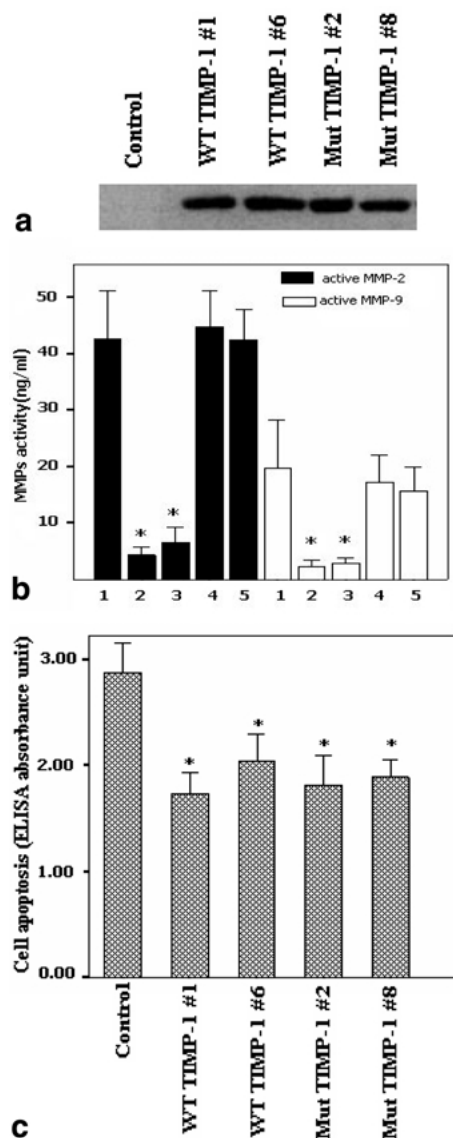 Control
WT TIMP-1 #1
WT TIMP-1 #6
Mut TIMP-1 #2
Mut TIMP-1 #8
a
active MMP-2
active MMP-9
MMPs activity(ng/ml)
50
40
30
20
10
* * * *
1 2 3 4 5 1 2 3 4 5
b
Cell apoptosis (ELISA absorbance unit)
3.00
2.00
1.00
0.00
* * * *
Control
WT TIMP-1 #1
WT TIMP-1 #6
Mut TIMP-1 #2
Mut TIMP-1 #8
c